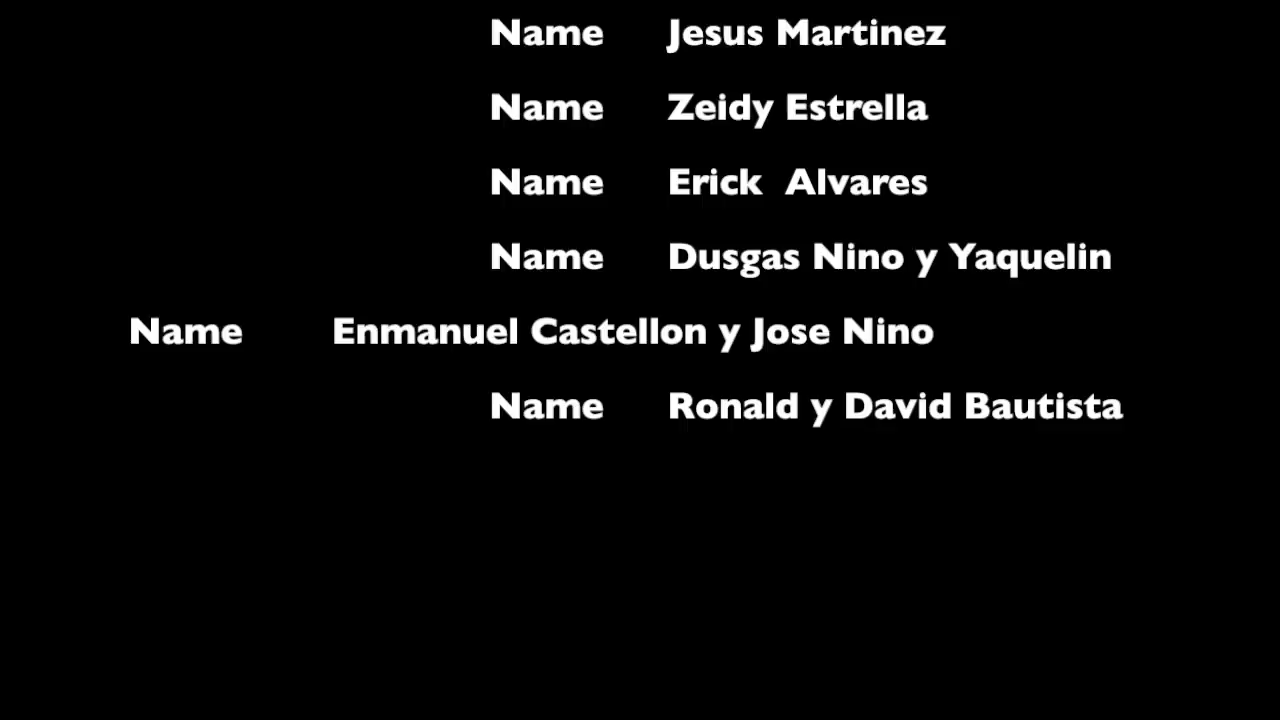 Name Jesus Martinez
Name Zeidy Estrella
Name Erick  Alvares
Name Dusgas Nino y Yaquelin
Name Enmanuel Castellon y Jose Nino
Name Ronald y David Bautista